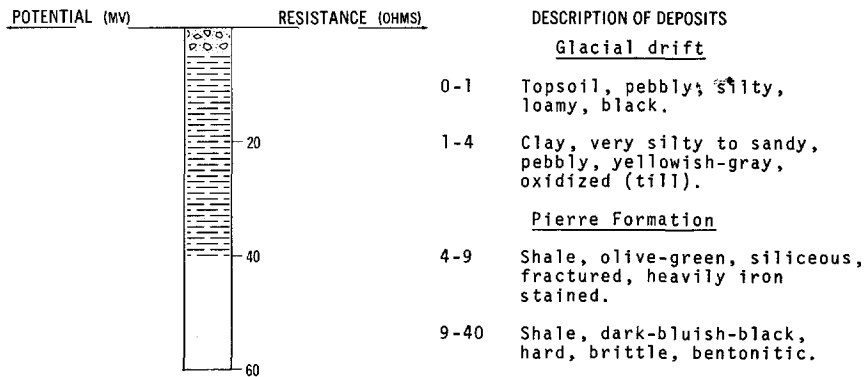 POTENTIAL (MV) RESISTANCE (OHMS) DESCRIPTION OF DEPOSITS
Glacial drift
0-1 Topsoil, pebbly, silty,
loamy, black.
1-4 Clay, very silty to sandy,
pebbly, yellowish-gray,
oxidized (till).
20
Pierre Formation
4-9 Shale, olive-green, siliceous,
fractured, heavily iron
stained.
40
9-40 Shale, dark-bluish-black,
hard, brittle, bentonitic.
60